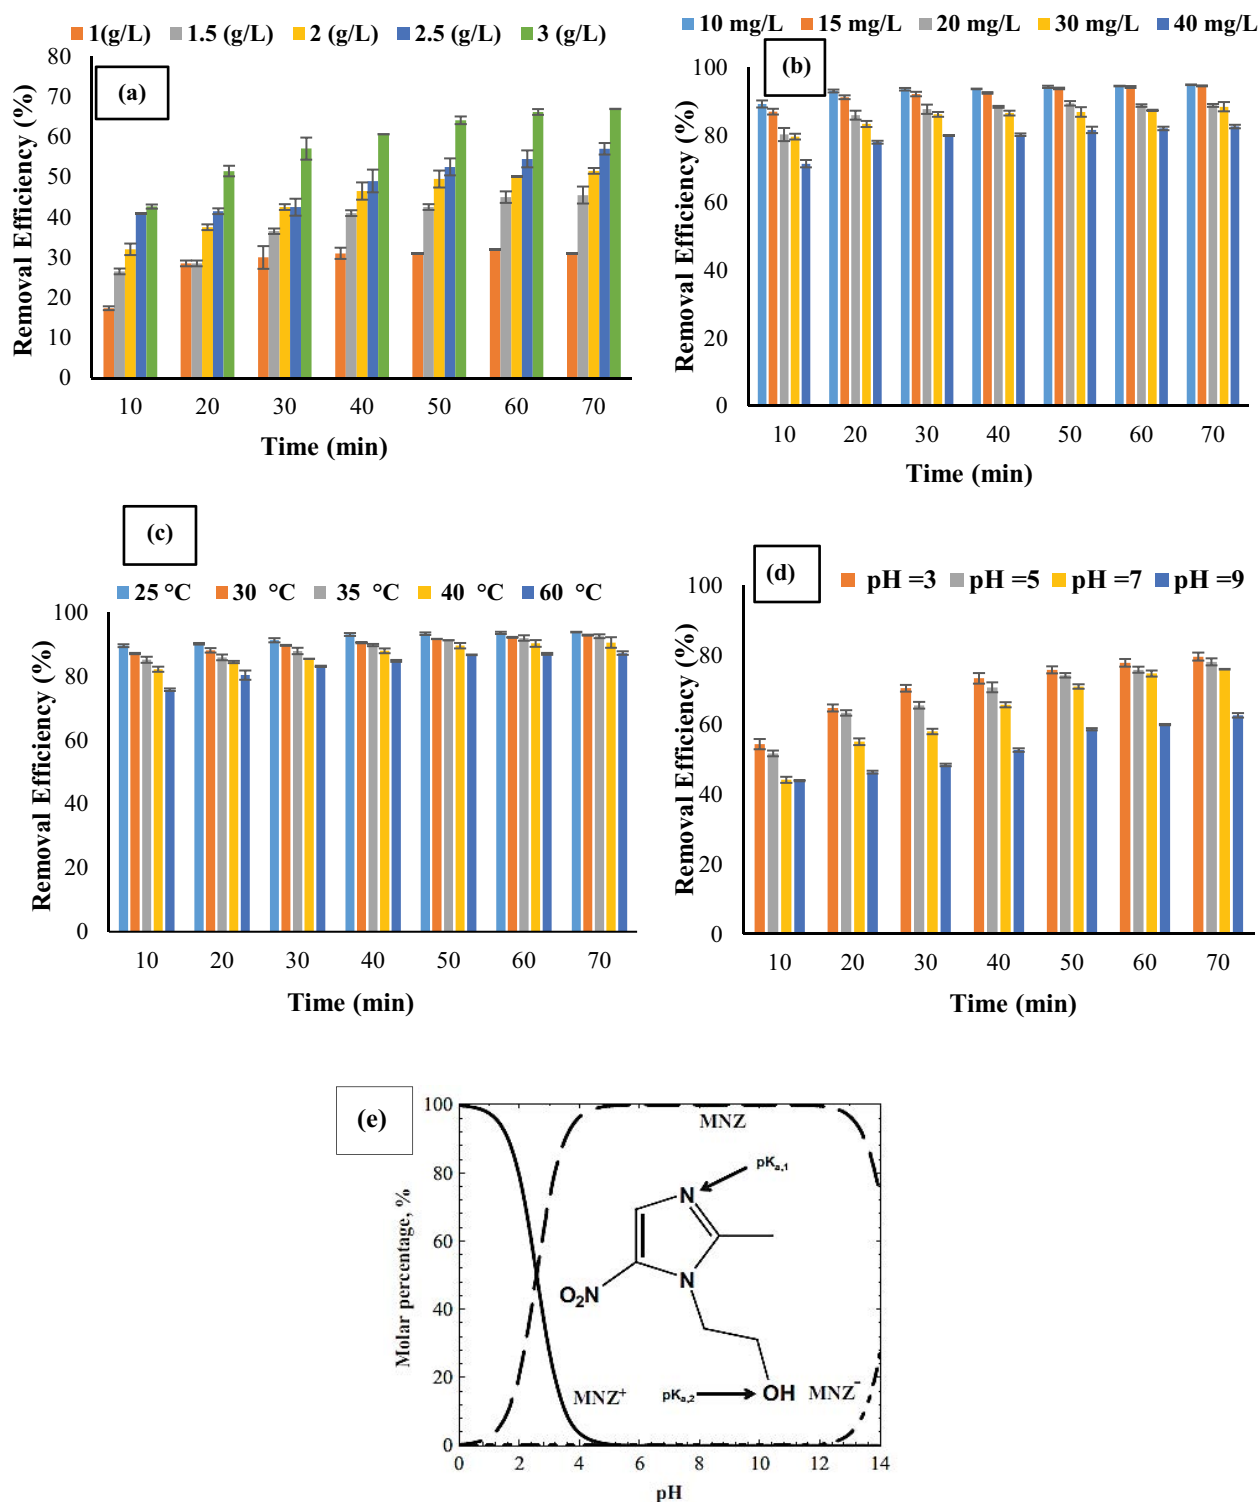 1(g/L) 1.5 (g/L) 2 (g/L) 2.5 (g/L) 3 (g/L)
(a)
Removal Efficiency (%)
80
70
60
50
40
30
20
10
0
10 20 30 40 50 60 70
Time (min)
10 mg/L 15 mg/L 20 mg/L 30 mg/L 40 mg/L
(b)
Removal Efficiency (%)
100
80
60
40
20
0
10 20 30 40 50 60 70
Time (min)
(c)
25 °C 30 °C 35 °C 40 °C 60 °C
Removal Efficiency (%)
100
80
60
40
20
0
10 20 30 40 50 60 70
Time (min)
(d)
pH =3 pH =5 pH =7 pH =9
Removal Efficiency (%)
100
80
60
40
20
0
10 20 30 40 50 60 70
Time (min)
(e)
Molar percentage, %
100
80
60
40
20
0
MNZ
pKa,1
N
N
O2N
MNZ+
pKa,2
OH
MNZ−
0 2 4 6 8 10 12 14
pH